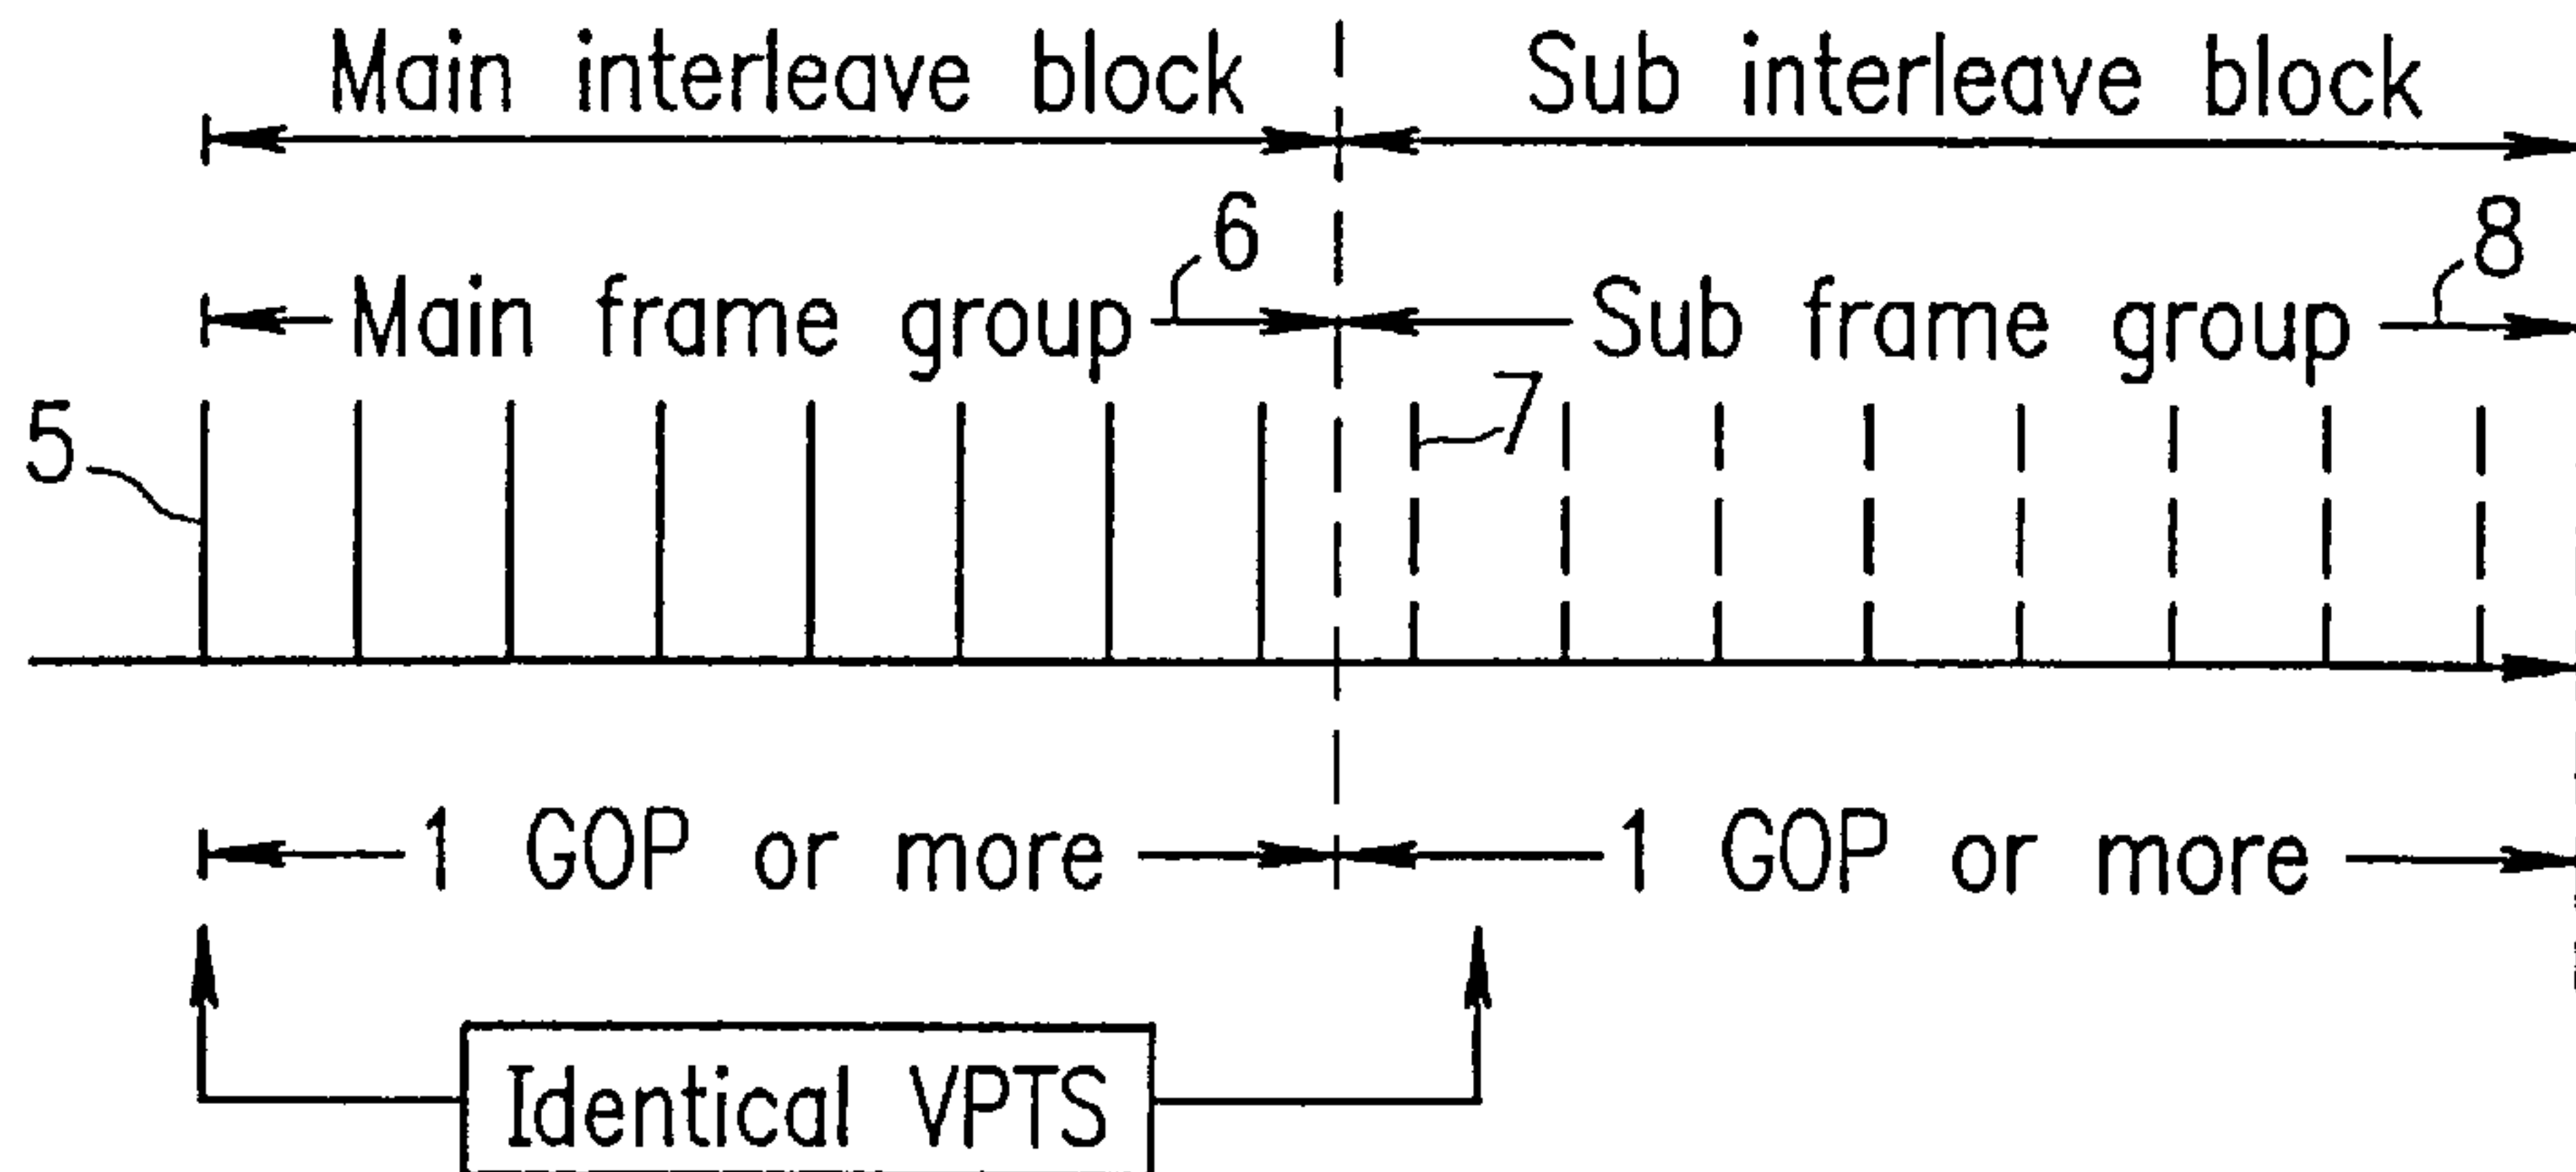 Main interleave block Sub interleave block
6 8
Main frame group Sub frame group
5 7
1 GOP or more 1 GOP or more
Identical VPTS